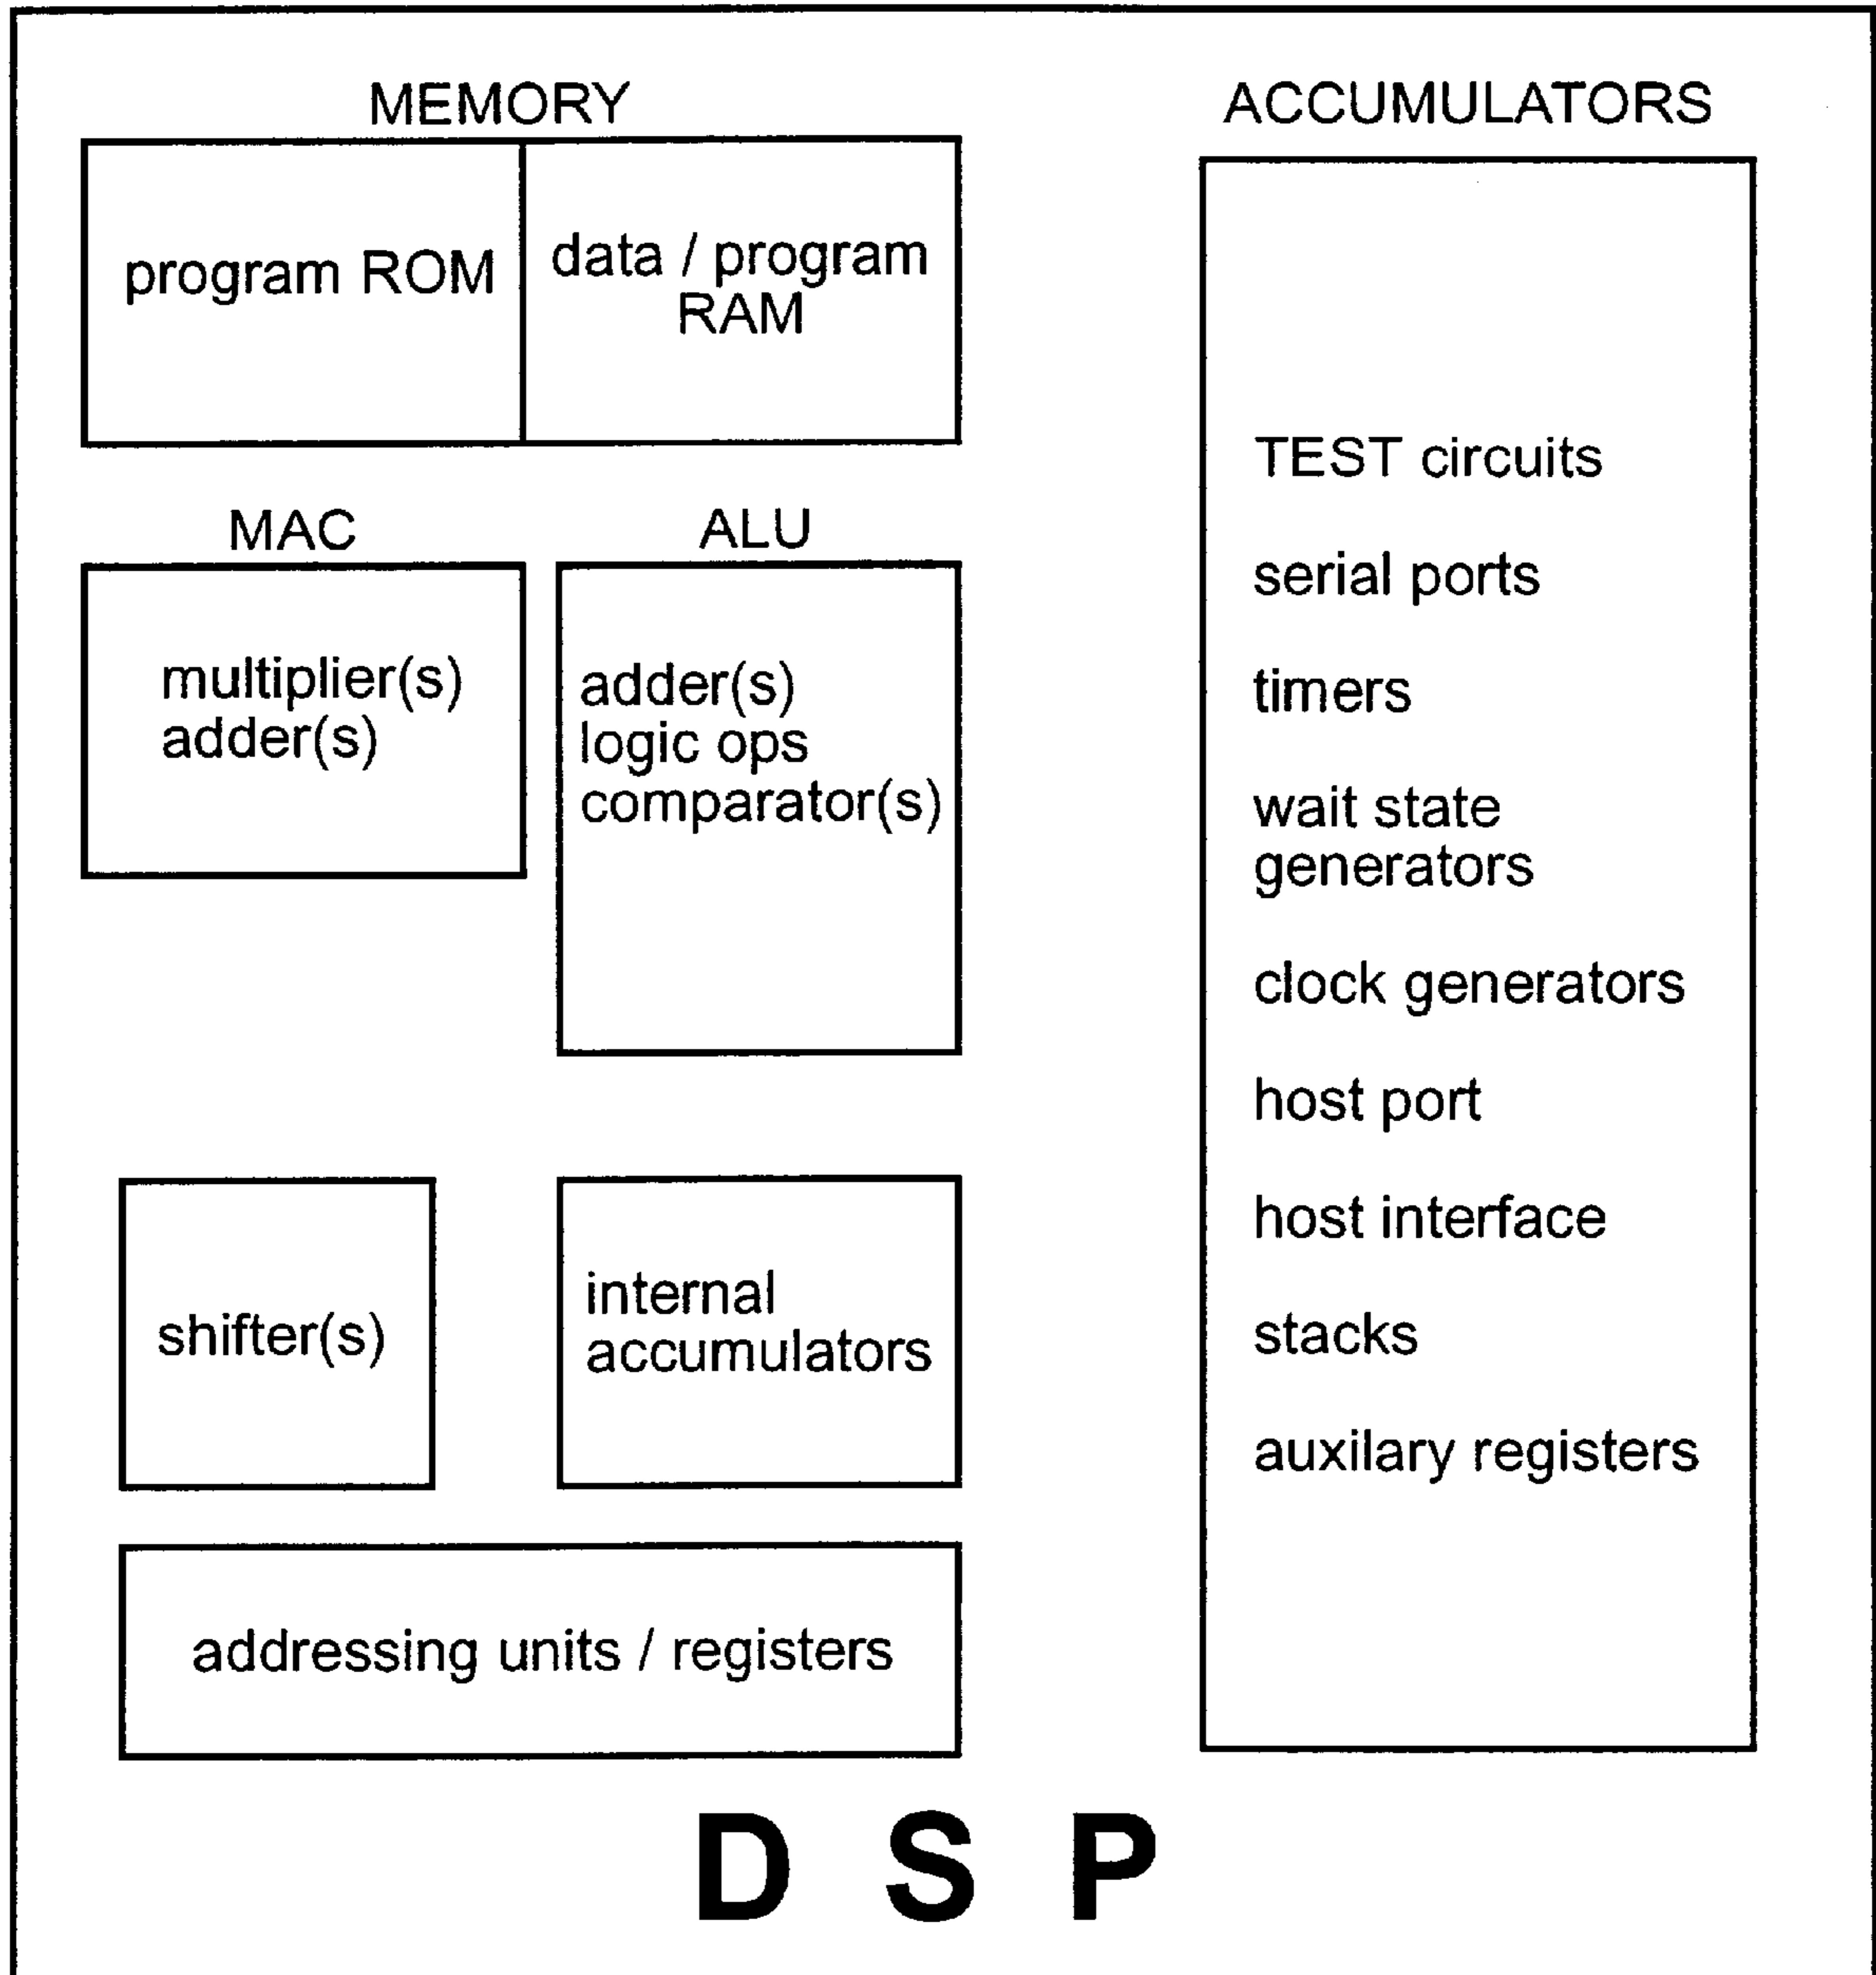 MEMORY
program ROM
data / program
RAM
MAC
multiplier(s)
adder(s)
ALU
adder(s)
logic ops
comparator(s)
shifter(s)
internal
accumulators
addressing units / registers
ACCUMULATORS
TEST circuits
serial ports
timers
wait state
generators
clock generators
host port
host interface
stacks
auxilary registers
D S P